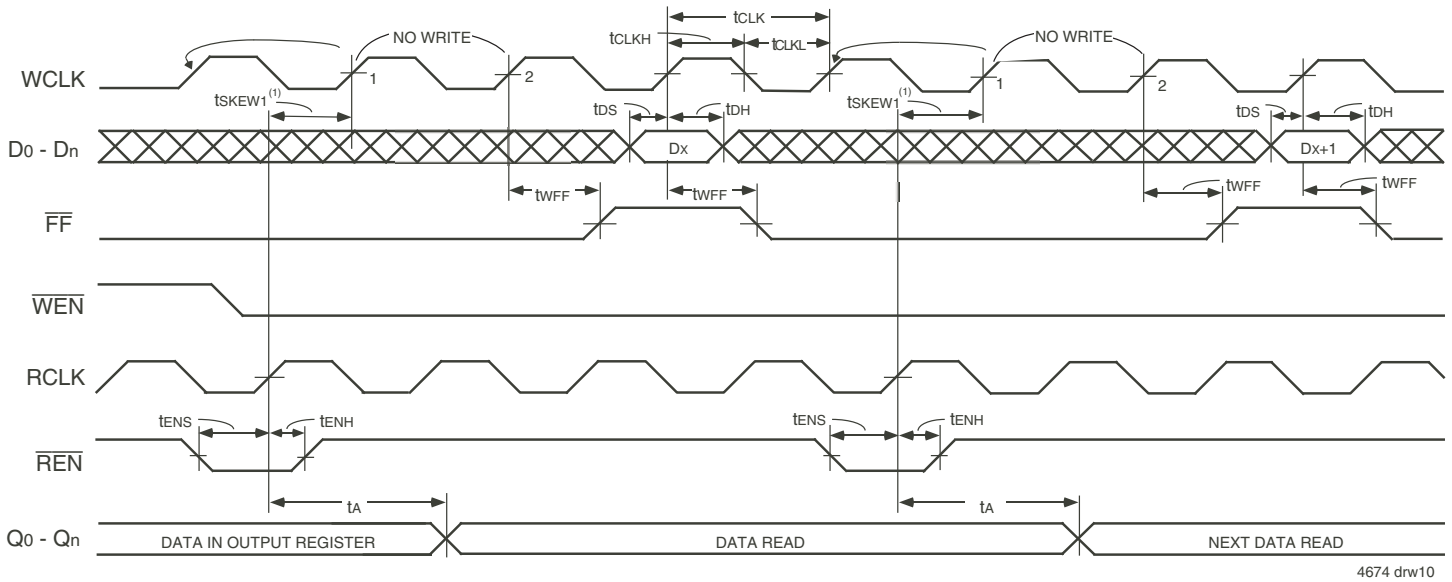 tCLK
NO WRITE
tCLKH
tCLKL
NO WRITE
WCLK
1
2
1
2
tSKEW1(1)
tDS
tDH
tSKEW1(1)
tDS
tDH
D0 - Dn
DX
DX+1
tWFF
tWFF
tWFF
tWFF
FF
WEN
RCLK
tENS
tENH
tENS
tENH
REN
tA
tA
Q0 - Qn
DATA IN OUTPUT REGISTER
DATA READ
NEXT DATA READ
4674 drw10